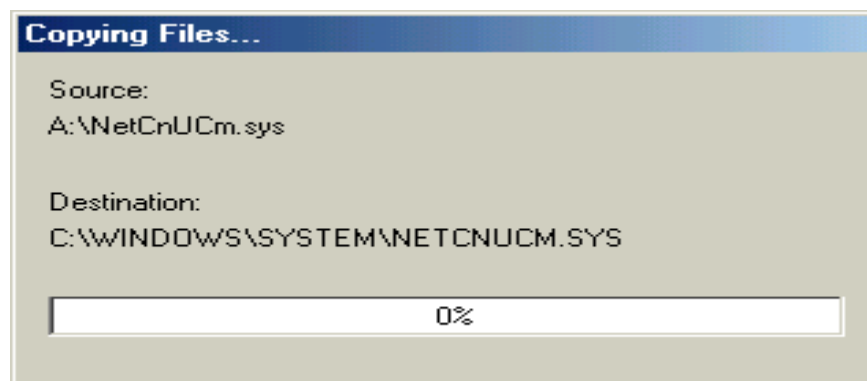 Copying Files...
Source:
A:\NetCnUCm.sys
Destination:
C:\WINDOWS\SYSTEM\NETCNUCM.SYS
0%